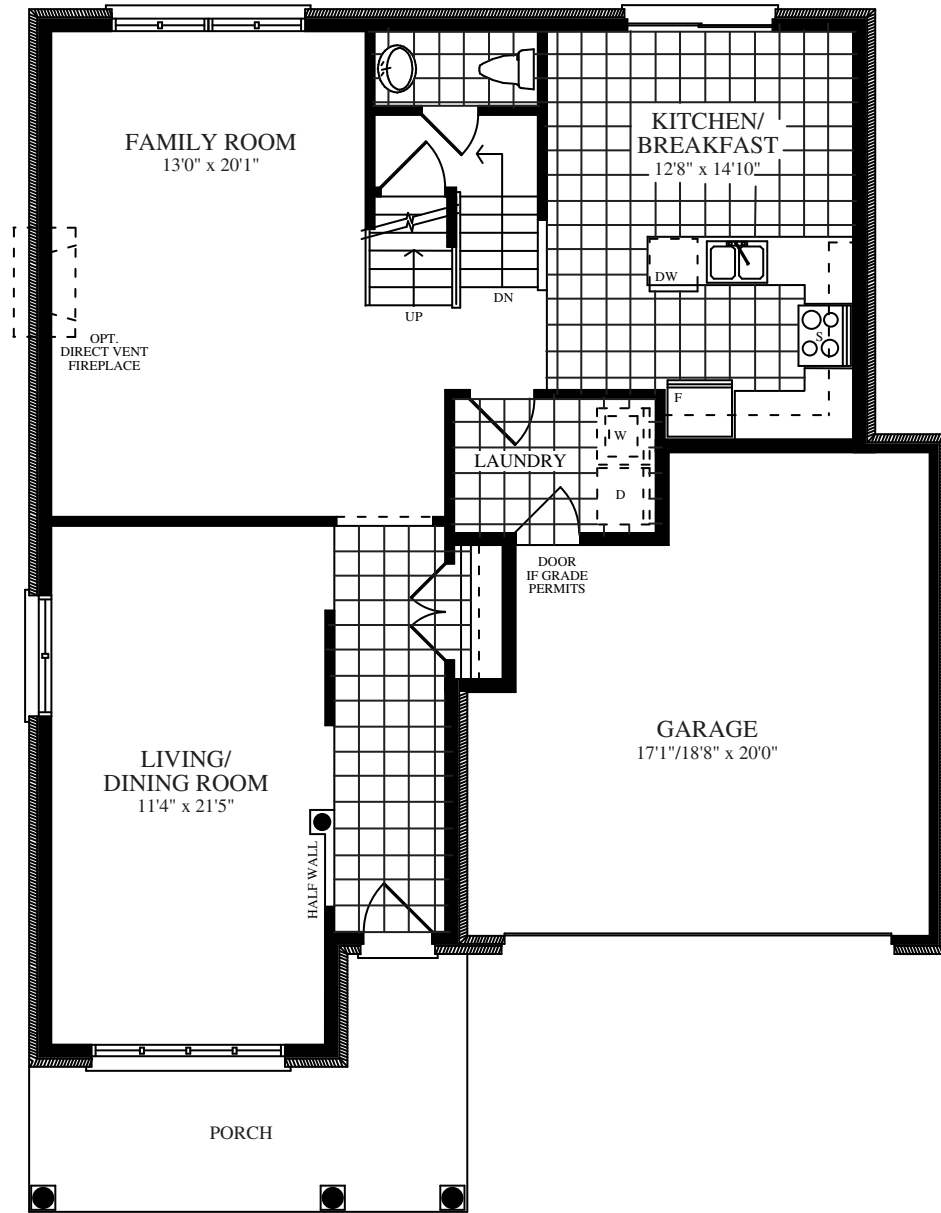 FAMILY ROOM
13'0" x 20'1"
KITCHEN/
BREAKFAST
12'8" x 14'10"
DW
S
F
UP
DN
OPT.
DIRECT VENT
FIREPLACE
LAUNDRY
W
D
DOOR
IF GRADE
PERMITS
LIVING/
DINING ROOM
11'4" x 21'5"
HALF WALL
GARAGE
17'1"/18'8" x 20'0"
PORCH